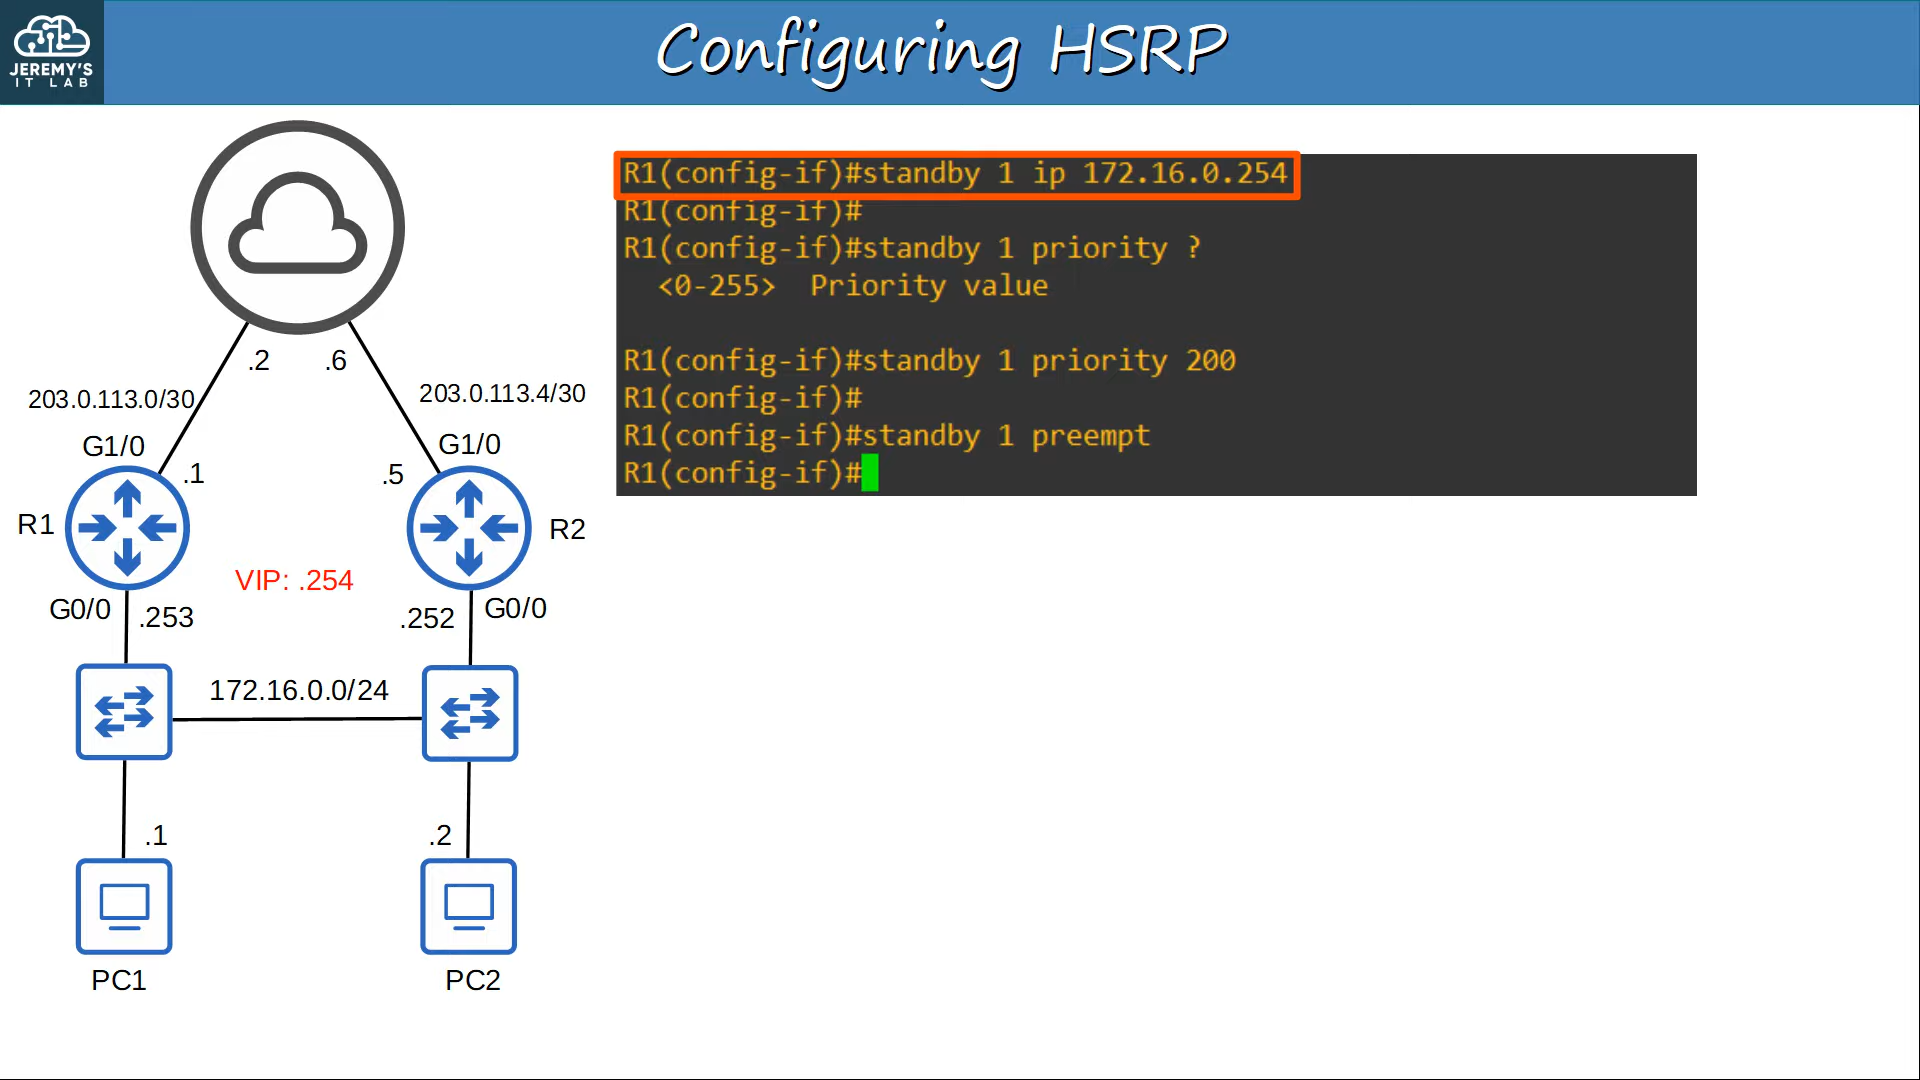 JEREMY'S
IT LAB
Configuring HSRP
R1(config-if)#standby 1 ip 172.16.0.254
R1(config-if)#
R1(config-if)#standby 1 priority ?
<0-255> Priority value
R1(config-if)#standby 1 priority 200
R1(config-if)#
R1(config-if)#standby 1 preempt
R1(config-if)#
.2 .6
203.0.113.0/30 203.0.113.4/30
G1/0 G1/0
.1 .5
R1 R2
VIP: .254
G0/0 .253 .252 G0/0
172.16.0.0/24
.1 .2
PC1 PC2